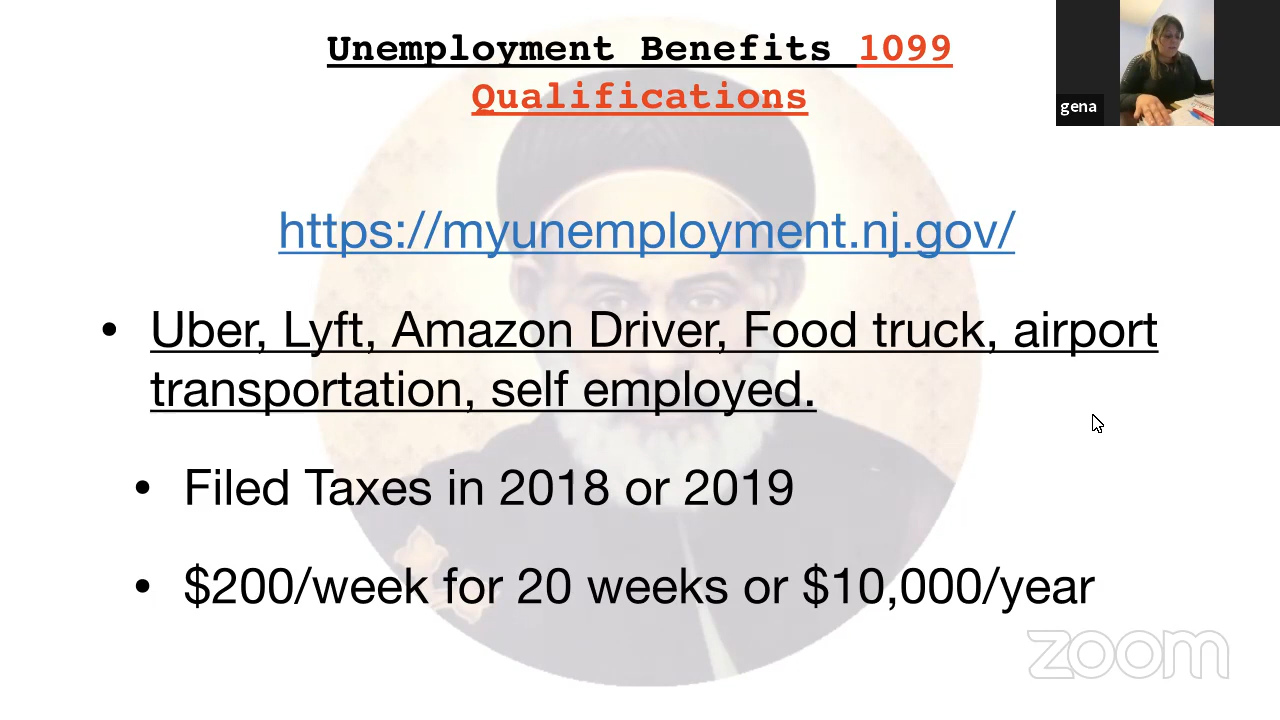 Unemployment Benefits 1099
Qualifications
gena
https://myunemployment.nj.gov/
• Uber, Lyft, Amazon Driver, Food truck, airport
transportation, self employed.
• Filed Taxes in 2018 or 2019
• $200/week for 20 weeks or $10,000/year
zoom